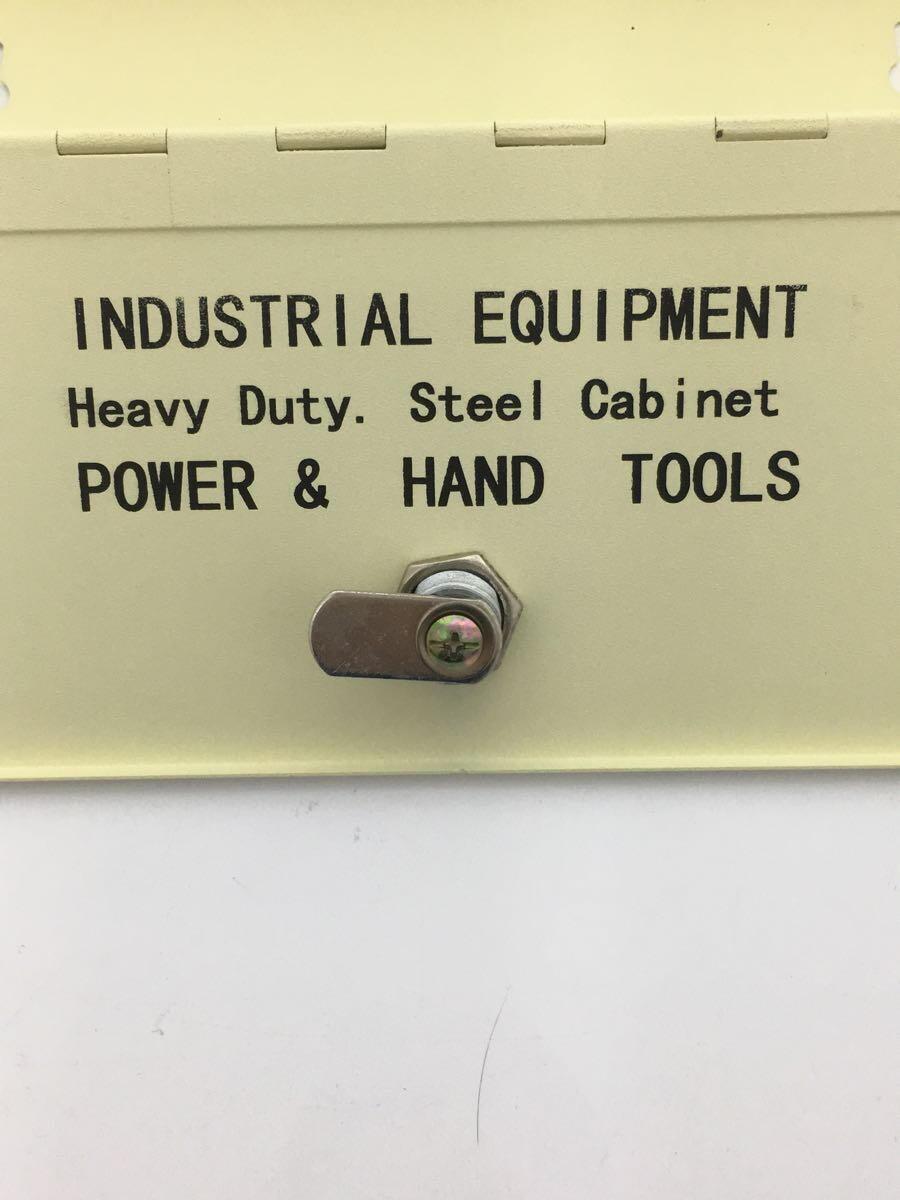 INDUSTRIAL EQUIPMENT
Heavy Duty. Steel Cabinet
POWER & HAND TOOLS